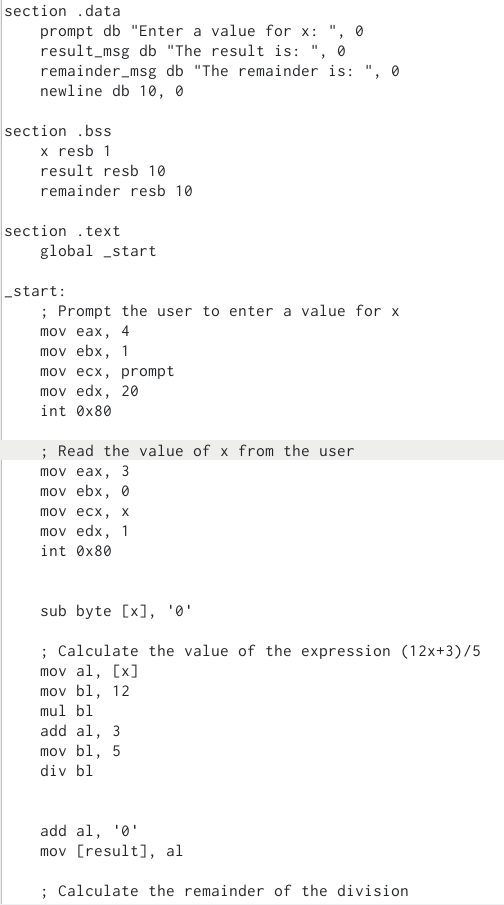 section .data
    prompt db "Enter a value for x: ", 0
    result_msg db "The result is: ", 0
    remainder_msg db "The remainder is: ", 0
    newline db 10, 0

section .bss
    x resb 1
    result resb 10
    remainder resb 10

section .text
    global _start

_start:
    ; Prompt the user to enter a value for x
    mov eax, 4
    mov ebx, 1
    mov ecx, prompt
    mov edx, 20
    int 0x80

    ; Read the value of x from the user
    mov eax, 3
    mov ebx, 0
    mov ecx, x
    mov edx, 1
    int 0x80


    sub byte [x], '0'

    ; Calculate the value of the expression (12x+3)/5
    mov al, [x]
    mov bl, 12
    mul bl
    add al, 3
    mov bl, 5
    div bl


    add al, '0'
    mov [result], al

    ; Calculate the remainder of the division